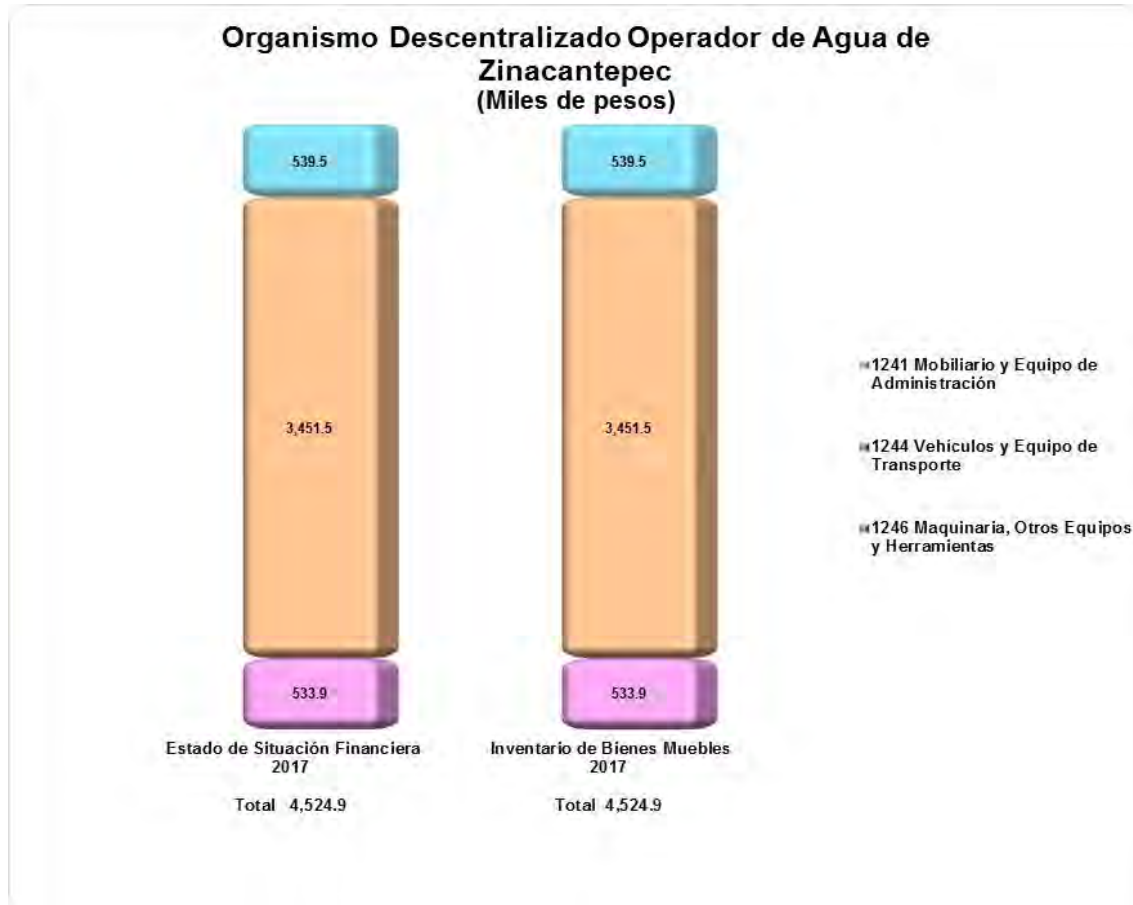 Organismo Descentralizado Operador de Agua de
Zinacantepec
(Miles de pesos)
539.5
539.5
3,451.5
3,451.5
533.9
533.9
Estado de Situación Financiera
2017
Total 4,524.9
Inventario de Bienes Muebles
2017
Total 4,524.9
1241 Mobiliario y Equipo de
Administración
1244 Vehículos y Equipo de
Transporte
1246 Maquinaria, Otros Equipos
y Herramientas